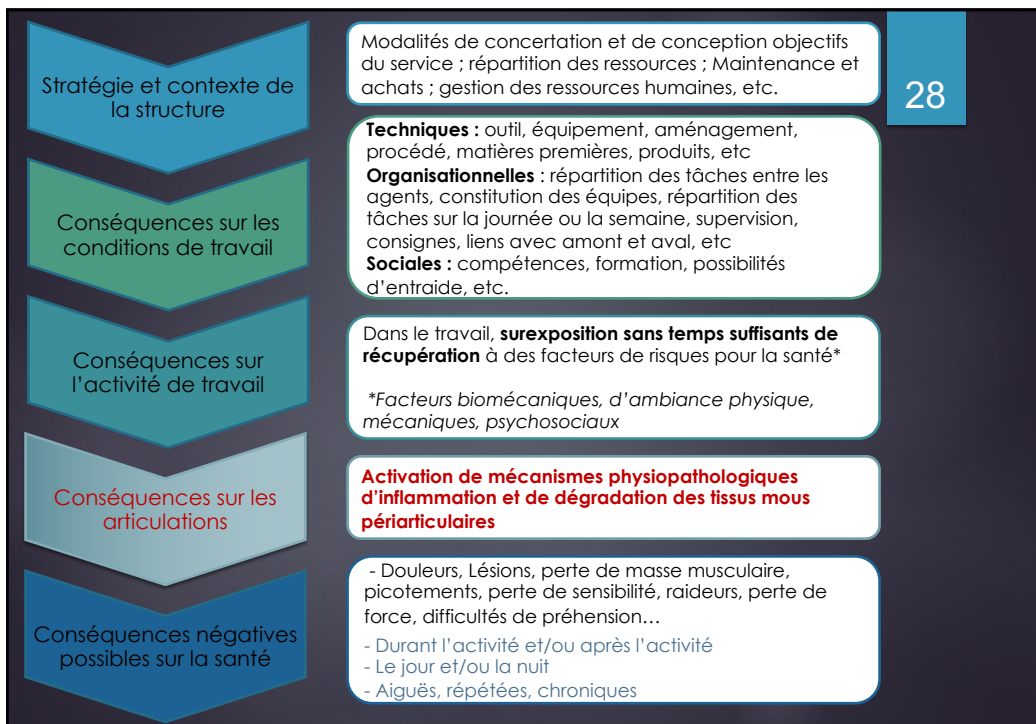 Stratégie et contexte de
la structure
Modalités de concertation et de conception objectifs
du service ; répartition des ressources ; Maintenance et
achats ; gestion des ressources humaines, etc.
28
Conséquences sur les
conditions de travail
Techniques : outil, équipement, aménagement,
procédé, matières premières, produits, etc
Organisationnelles : répartition des tâches entre les
agents, constitution des équipes, répartition des
tâches sur la journée ou la semaine, supervision,
consignes, liens avec amont et aval, etc
Sociales : compétences, formation, possibilités
d'entraide, etc.
Conséquences sur
l'activité de travail
Dans le travail, surexposition sans temps suffisants de
récupération à des facteurs de risques pour la santé*
*Facteurs biomécaniques, d'ambiance physique,
mécaniques, psychosociaux
Conséquences sur les
articulations
Activation de mécanismes physiopathologiques
d'inflammation et de dégradation des tissus mous
périarticulaires
Conséquences négatives
possibles sur la santé
- Douleurs, Lésions, perte de masse musculaire,
picotements, perte de sensibilité, raideurs, perte de
force, difficultés de préhension…
- Durant l'activité et/ou après l'activité
- Le jour et/ou la nuit
- Aiguës, répétées, chroniques